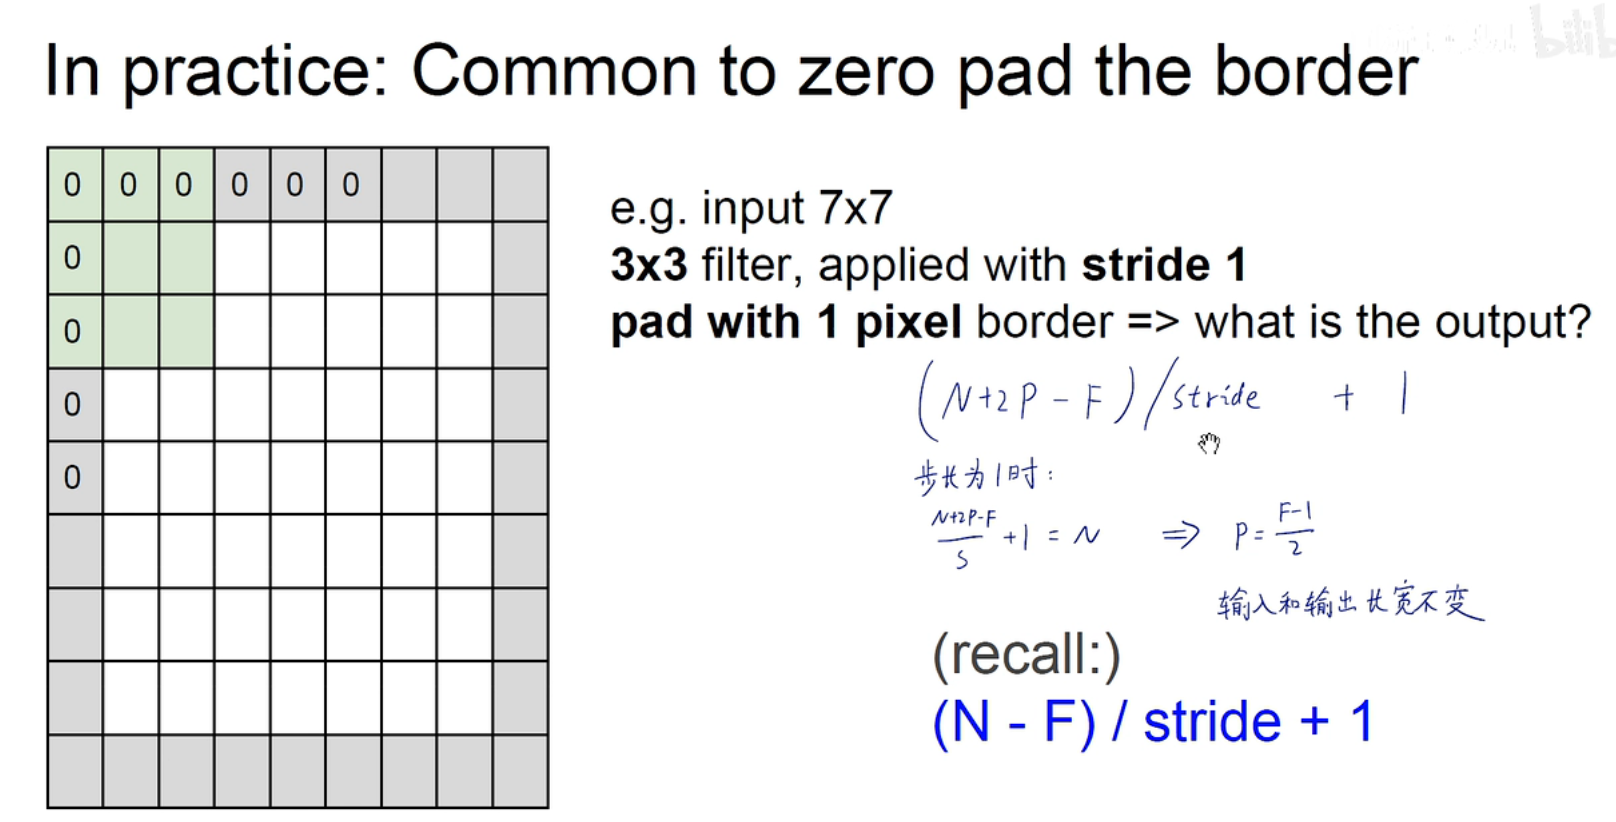 In practice: Common to zero pad the border
0 0 0 0 0 0
0
0
0
0
e.g. input 7x7
3x3 filter, applied with stride 1
pad with 1 pixel border => what is the output?
(N+2P-F)/stride + 1
步长为1时:
(N+2P-F)/S +1 = N ⇒ P= (F-1)/2
输入和输出长宽不变
(recall:)
(N - F) / stride + 1